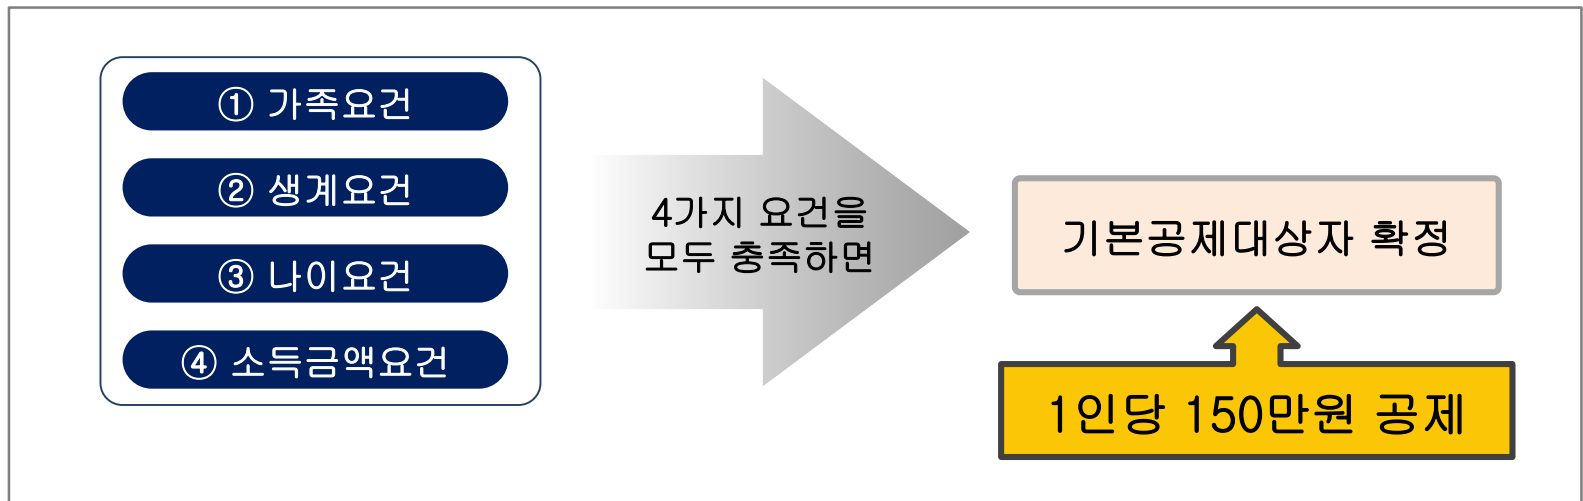 ① 가족요건
② 생계요건
③ 나이요건
④ 소득금액요건
4가지 요건을
모두 충족하면
기본공제대상자 확정
1인당 150만원 공제